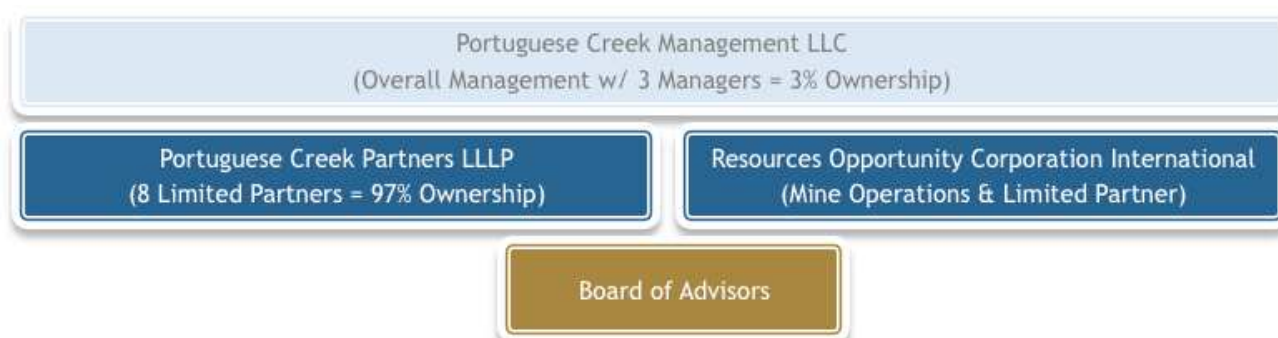 Portuguese Creek Management LLC
(Overall Management w/ 3 Managers = 3% Ownership)
Portuguese Creek Partners LLLP
(8 Limited Partners = 97% Ownership)
Resources Opportunity Corporation International
(Mine Operations & Limited Partner)
Board of Advisors